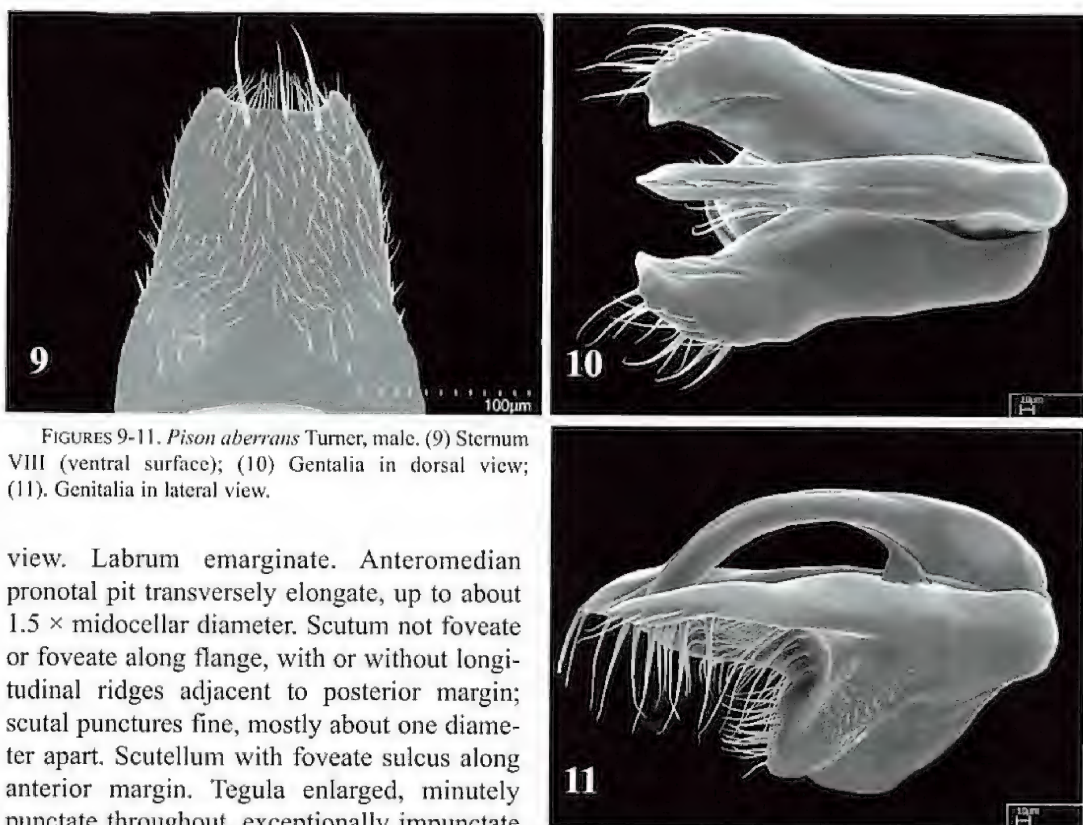 9
100µm
10
10µm
FIGURES 9-11. Pison aberrans Turner, male. (9) Sternum
VIII (ventral surface); (10) Gentalia in dorsal view;
(11). Genitalia in lateral view.
view. Labrum emarginate. Anteromedian
pronotal pit transversely elongate, up to about
1.5 × midocellar diameter. Scutum not foveate
or foveate along flange, with or without longi-
tudinal ridges adjacent to posterior margin;
scutal punctures fine, mostly about one diame-
ter apart. Scutellum with foveate sulcus along
anterior margin. Tegula enlarged, minutely
punctate throughout, exceptionally impunctate
11
10µm